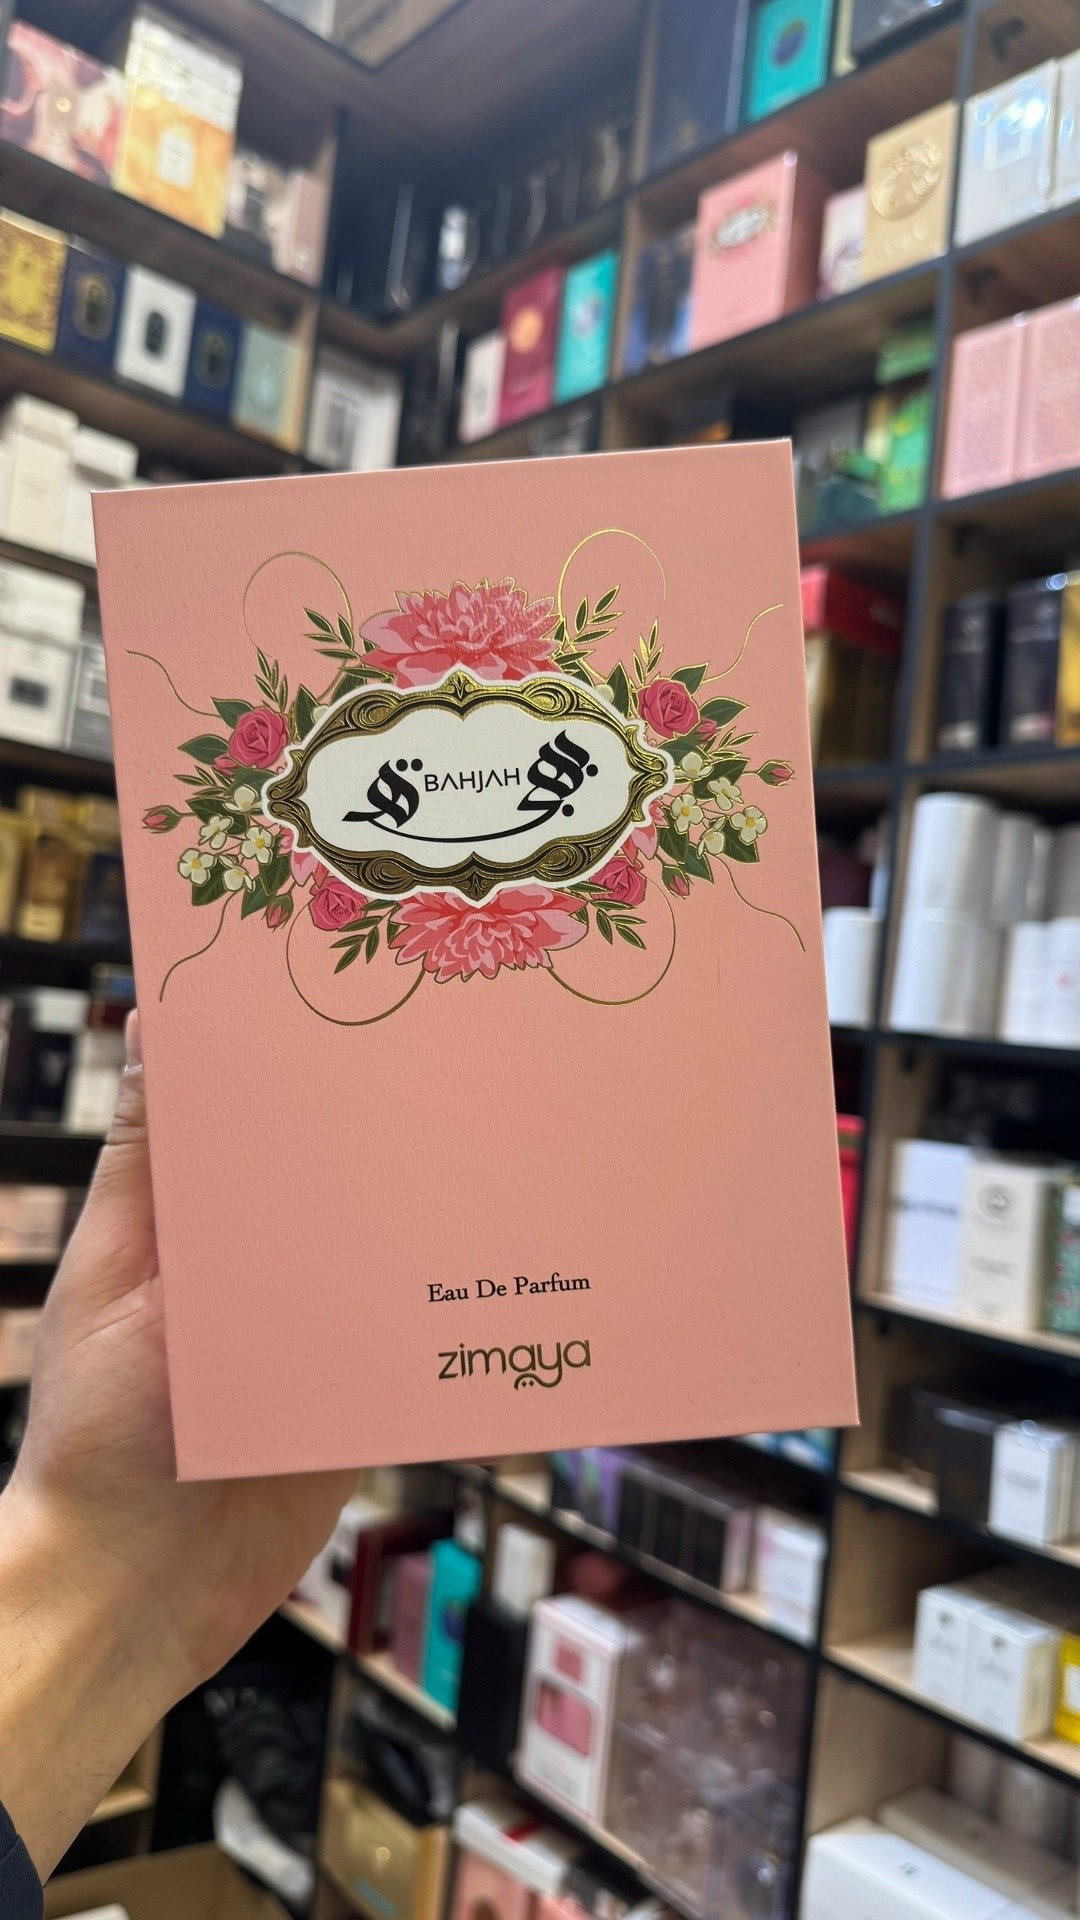 بهجة
BAHJAH
Eau De Parfum
zimaya